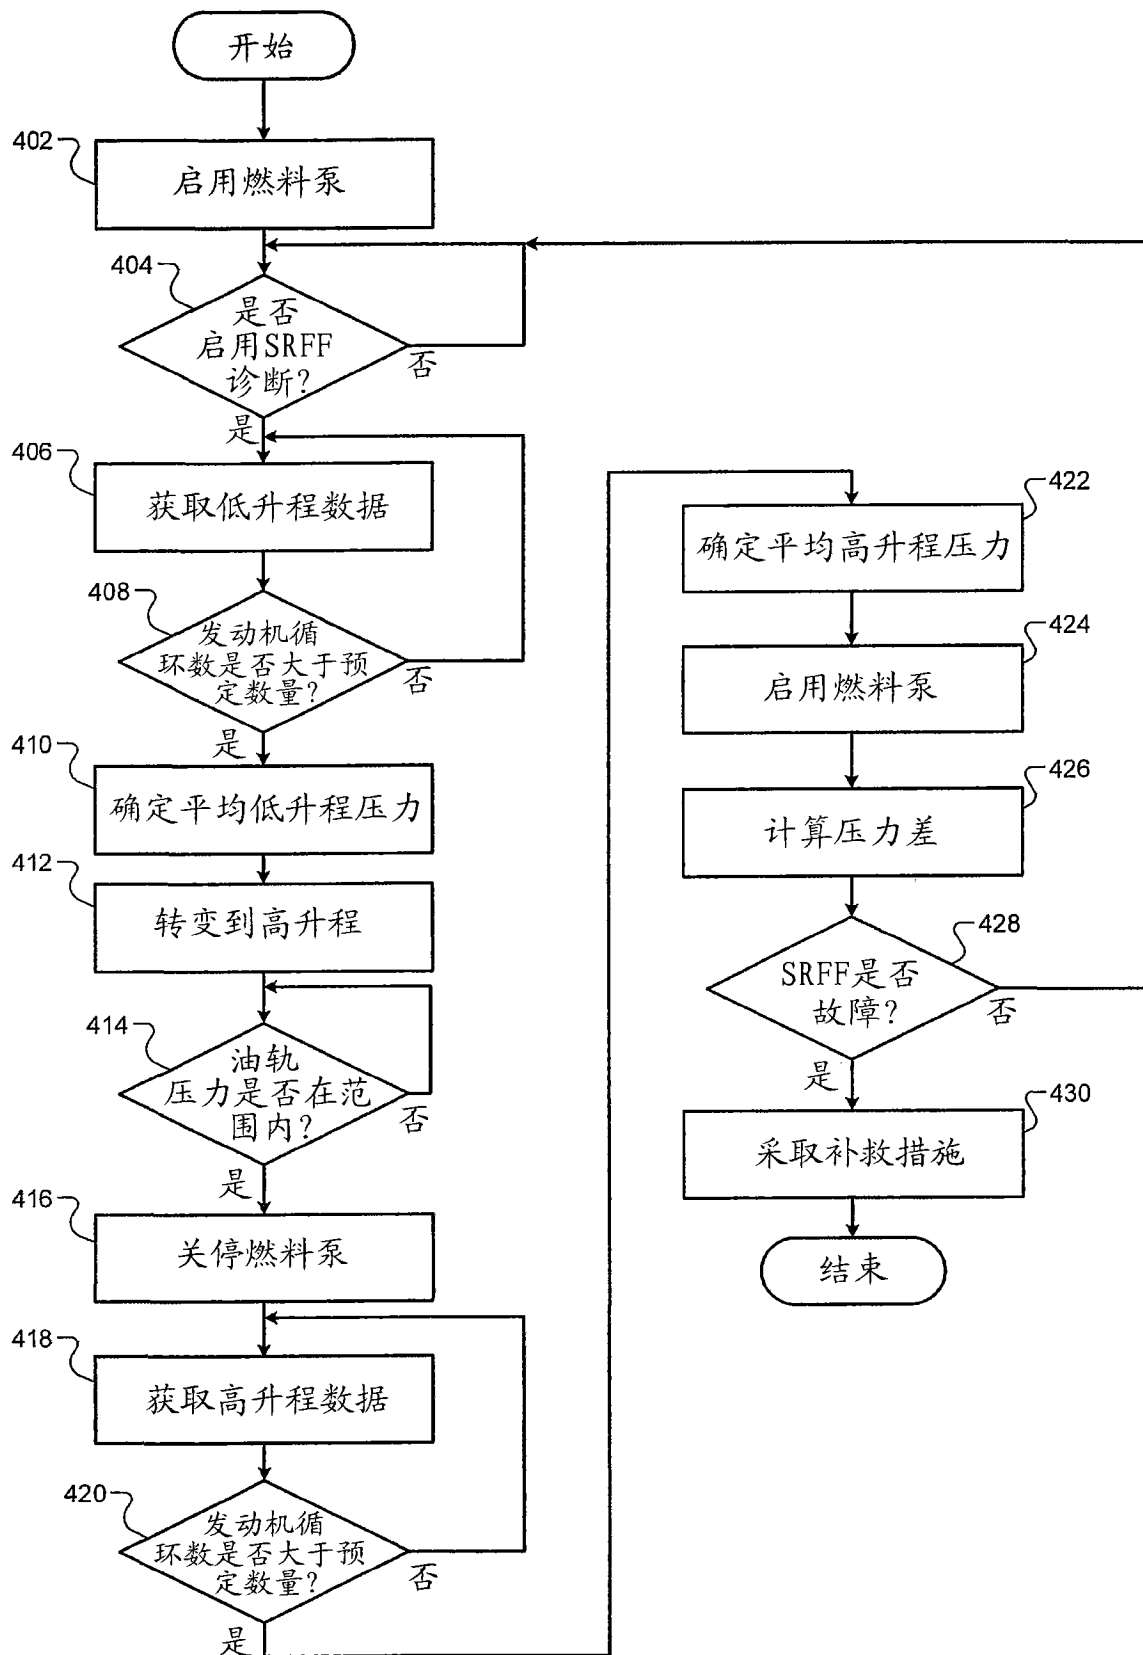 开始
402
启用燃料泵
404
是否
启用SRFF
诊断?
否
是
406
获取低升程数据
408
发动机循
环数是否大于预
定数量?
否
是
410
确定平均低升程压力
412
转变到高升程
414
油轨
压力是否在范
围内?
否
是
416
关停燃料泵
418
获取高升程数据
420
发动机循
环数是否大于预
定数量?
否
是
422
确定平均高升程压力
424
启用燃料泵
426
计算压力差
428
SRFF是否
故障?
否
是
430
采取补救措施
结束